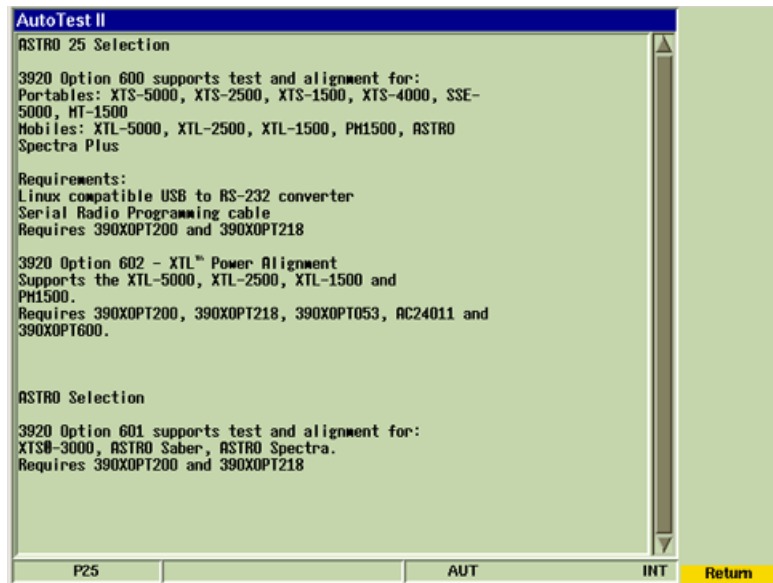 AutoTest II
ASTRO 25 Selection
3920 Option 600 supports test and alignment for:
Portables: XTS-5000, XTS-2500, XTS-1500, XTS-4000, SSE-
5000, MT-1500
Mobiles: XTL-5000, XTL-2500, XTL-1500, PM1500, ASTRO
Spectra Plus
Requirements:
Linux compatible USB to RS-232 converter
Serial Radio Programming cable
Requires 390XOPT200 and 390XOPT218
3920 Option 602 - XTL™ Power Alignment
Supports the XTL-5000, XTL-2500, XTL-1500 and
PM1500.
Requires 390XOPT200, 390XOPT218, 390XOPT053, AC24011 and
390XOPT600.
ASTRO Selection
3920 Option 601 supports test and alignment for:
XTS®-3000, ASTRO Saber, ASTRO Spectra.
Requires 390XOPT200 and 390XOPT218
P25 AUT INT Return